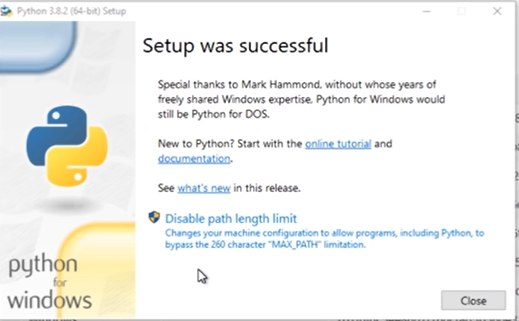 Python 3.8.2 (64-bit) Setup
Setup was successful
Special thanks to Mark Hammond, without whose years of
freely shared Windows expertise, Python for Windows would
still be Python for DOS.
New to Python? Start with the online tutorial and
documentation.
See what's new in this release.
Disable path length limit
Changes your machine configuration to allow programs, including Python, to
bypass the 260 character "MAX_PATH" limitation.
python
for
windows
Close